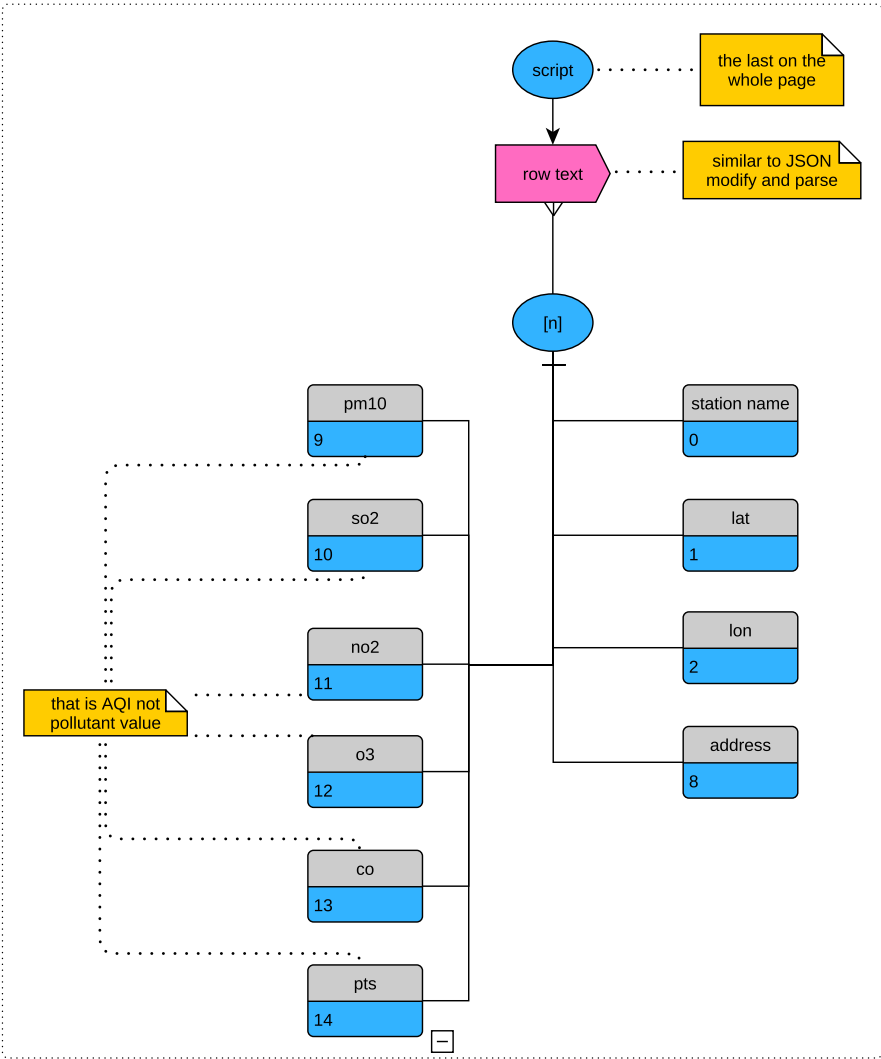 script
the last on the
whole page
row text
similar to JSON
modify and parse
[n]
pm10
9
station name
0
so2
10
lat
1
no2
11
lon
2
that is AQI not
pollutant value
o3
12
address
8
co
13
pts
14